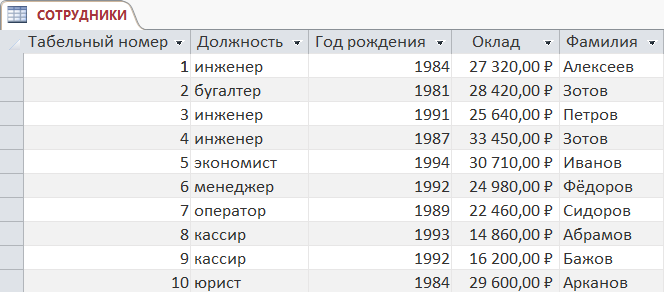 СОТРУДНИКИ
Табельный номер Должность Год рождения Оклад Фамилия
1 инженер 1984 27 320,00 ₽ Алексеев
2 бугалтер 1981 28 420,00 ₽ Зотов
3 инженер 1991 25 640,00 ₽ Петров
4 инженер 1987 33 450,00 ₽ Зотов
5 экономист 1994 30 710,00 ₽ Иванов
6 менеджер 1992 24 980,00 ₽ Фёдоров
7 оператор 1989 22 460,00 ₽ Сидоров
8 кассир 1993 14 860,00 ₽ Абрамов
9 кассир 1992 16 200,00 ₽ Бажов
10 юрист 1984 29 600,00 ₽ Арканов